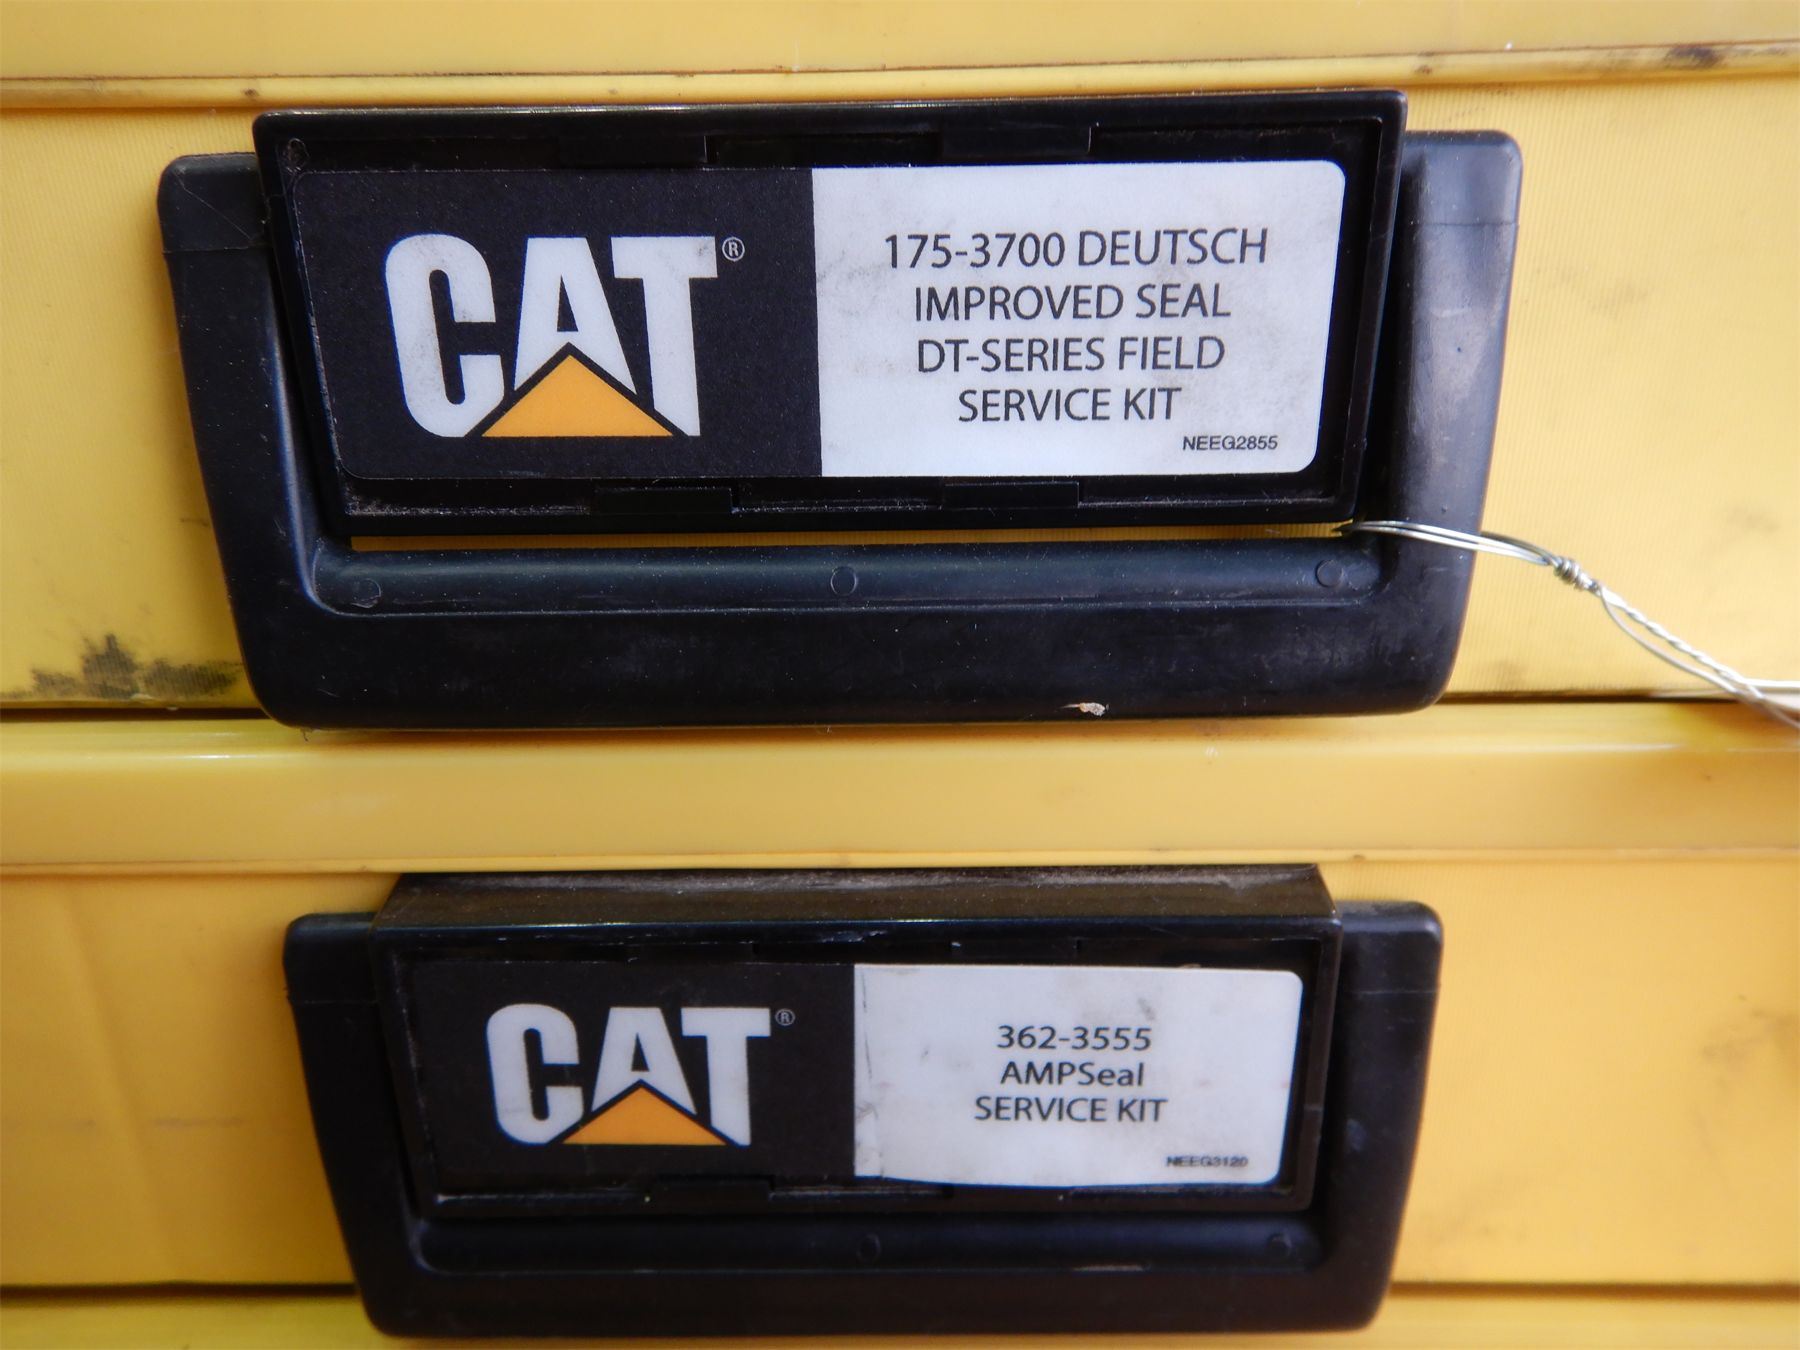 CAT®
175-3700 DEUTSCH
IMPROVED SEAL
DT-SERIES FIELD
SERVICE KIT
NEEG2855
CAT®
362-3555
AMPSeal
SERVICE KIT
NEEG3120